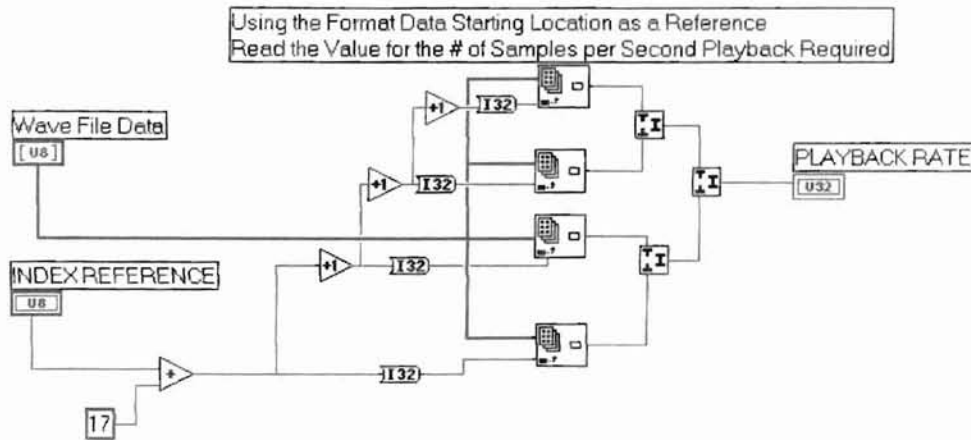 Using the Format Data Starting Location as a Reference
Read the Value for the # of Samples per Second Playback Required
+1
I32
Wave File Data
[U8]
+1
I32
PLAYBACK RATE
U32
+1
I32
INDEX REFERENCE
U8
+
I32
17